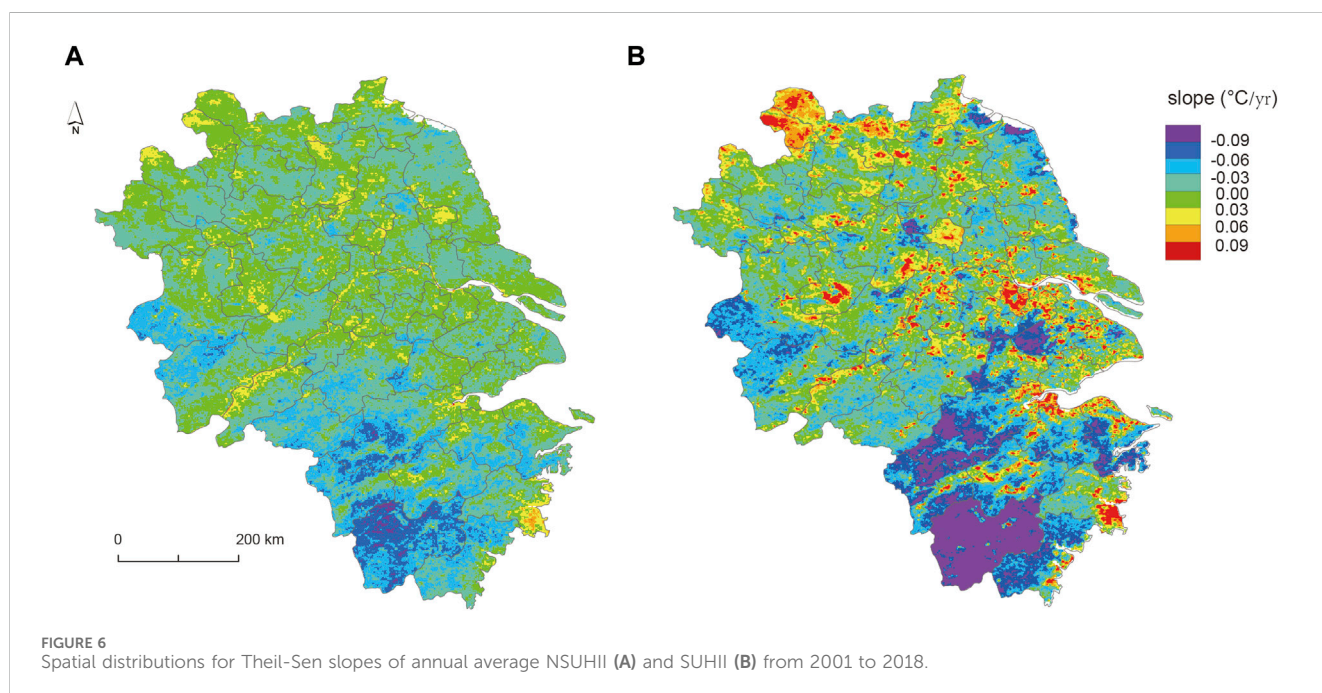 A
B
N
slope (°C/yr)
-0.09
-0.06
-0.03
0.00
0.03
0.06
0.09
0 200 km
FIGURE 6
Spatial distributions for Theil-Sen slopes of annual average NSUHII (A) and SUHII (B) from 2001 to 2018.